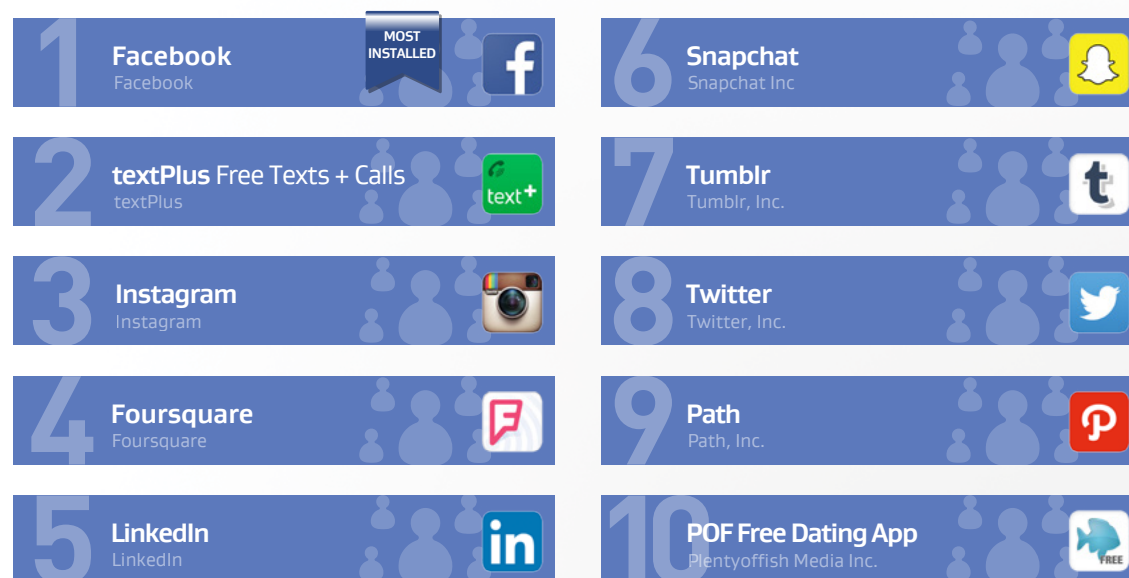 1
Facebook
Facebook
MOST
INSTALLED
f
2
textPlus Free Texts + Calls
textPlus
text+
3
Instagram
Instagram
4
Foursquare
Foursquare
F
5
LinkedIn
LinkedIn
in
6
Snapchat
Snapchat Inc
7
Tumblr
Tumblr, Inc.
t
8
Twitter
Twitter, Inc.
9
Path
Path, Inc.
P
10
POF Free Dating App
Plentyoffish Media Inc.
FREE